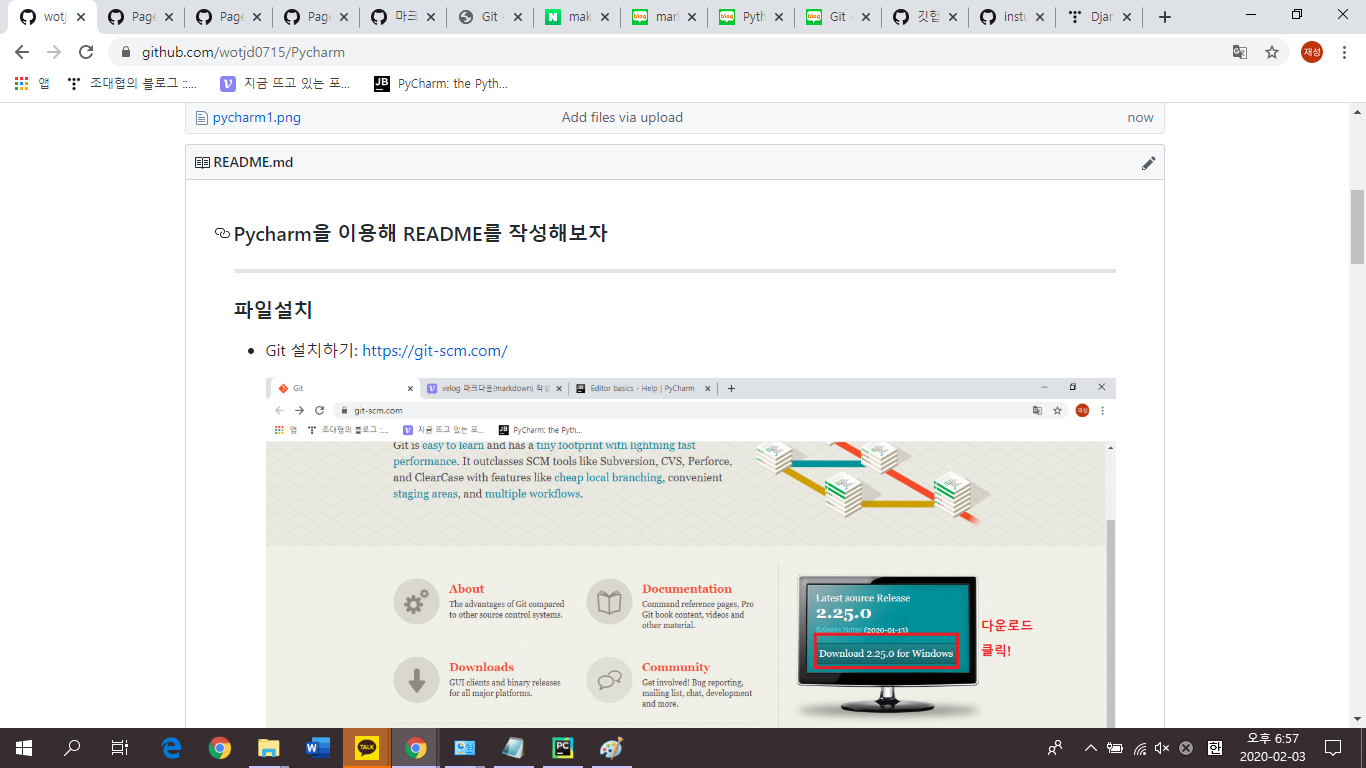 wotj
Page
Page
Page
마크
Git -
mak
mar
Pyth
Git -
깃헙
instu
Djar
github.com/wotjd0715/Pycharm
재성
앱
조대협의 블로그 ::...
지금 뜨고 있는 포...
PyCharm: the Pyth...
pycharm1.png Add files via upload now
README.md
Pycharm을 이용해 README를 작성해보자
파일설치
Git 설치하기: https://git-scm.com/
Git
velog 마크다운(markdown) 작성
Editor basics - Help | PyCharm
git-scm.com
재성
앱
조대협의 블로그 ::...
지금 뜨고 있는 포...
PyCharm: the Pyth...
Git is easy to learn and has a tiny footprint with lightning fast
performance. It outclasses SCM tools like Subversion, CVS, Perforce,
and ClearCase with features like cheap local branching, convenient
staging areas, and multiple workflows.
About
The advantages of Git compared
to other source control systems.
Documentation
Command reference pages, Pro
Git book content, videos and
other material.
Downloads
GUI clients and binary releases
for all major platforms.
Community
Get involved! Bug reporting,
mailing list, chat, development
and more.
Latest source Release
2.25.0
Release Notes (2020-01-13)
Download 2.25.0 for Windows
다운로드
클릭!
TALK
PC
한
오후 6:57
2020-02-03